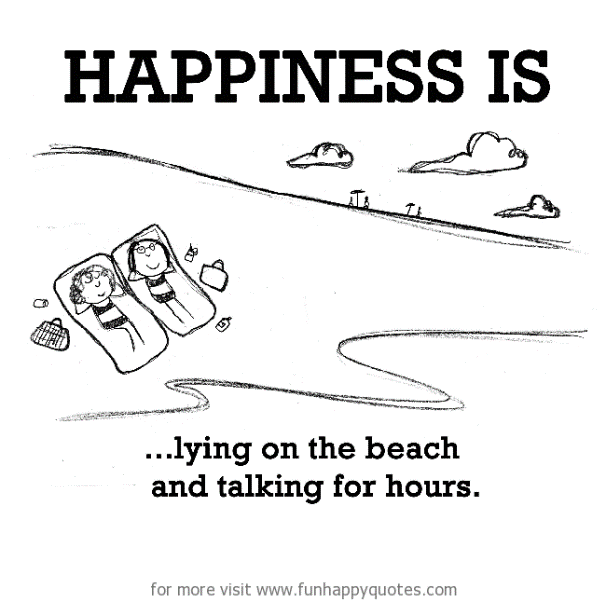 HAPPINESS IS
...lying on the beach
and talking for hours.
for more visit www.funhappyquotes.com